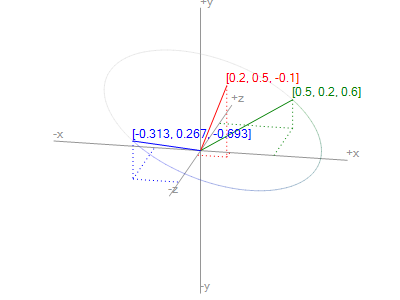 +y
[0.2, 0.5, -0.1]
[0.5, 0.2, 0.6]
+z
-x
[-0.313, 0.267, -0.693]
+x
-z
-y